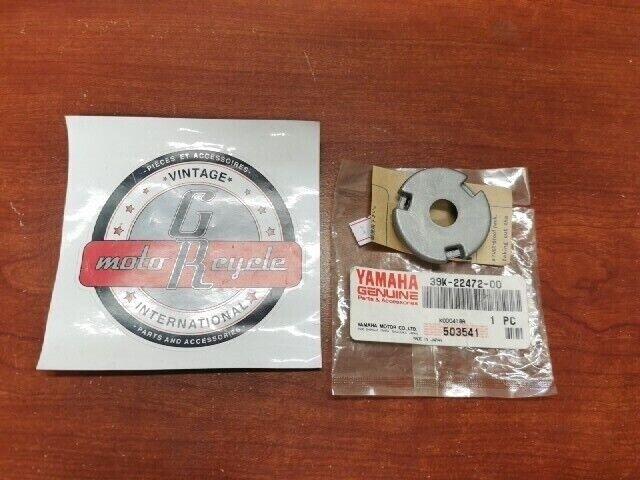 ·PIÈCES ET ACCESSOIRES·
VINTAGE
G
moto R cycle
INTERNATIONAL
·PARTS AND ACCESSORIES·
YAMAHA
GENUINE
Parts & Accessories
39K-22472-00
1 PC
YAMAHA MOTOR CO.,LTD.
503541
MADE IN JAPAN